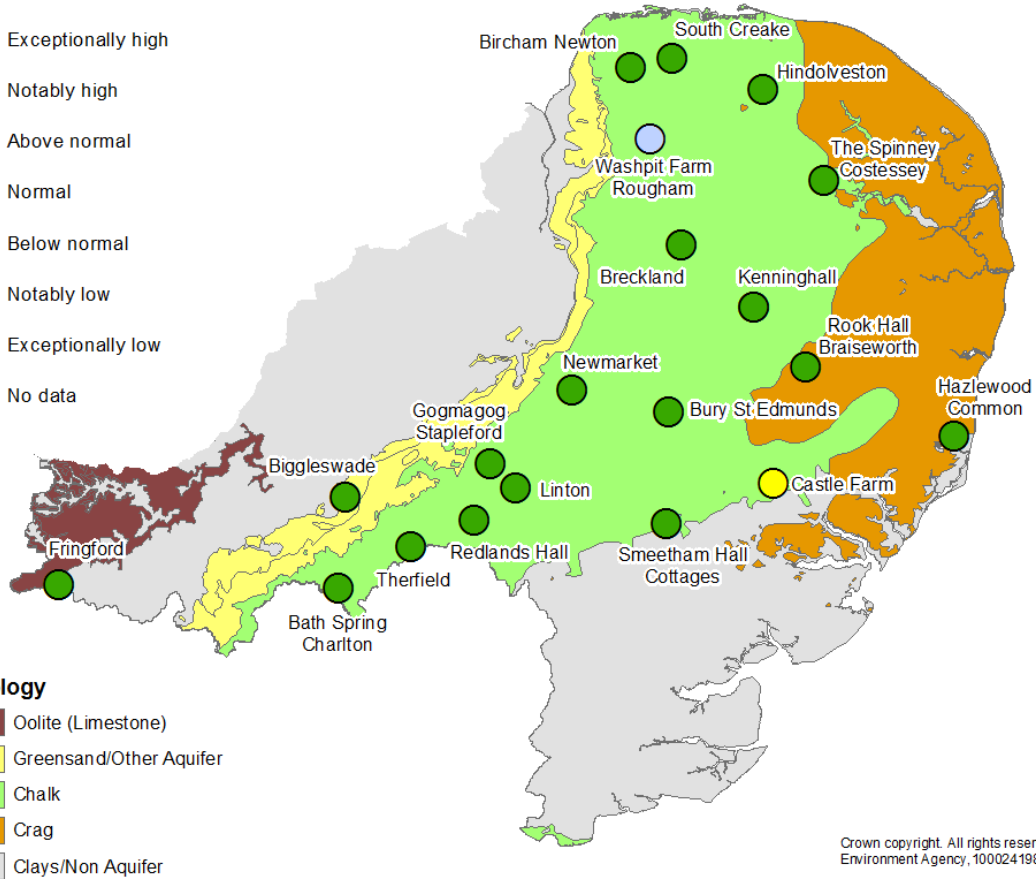 Exceptionally high
Notably high
Above normal
Normal
Below normal
Notably low
Exceptionally low
No data
South Creake
Bircham Newton
Hindolveston
The Spinney
Costessey
Washpit Farm
Rougham
Breckland
Kenninghall
Rook Hall
Braiseworth
Newmarket
Hazlewood
Common
Gogmagog
Stapleford
Bury St Edmunds
Biggleswade
Castle Farm
Linton
Fringford
Redlands Hall
Smeetham Hall
Cottages
Therfield
Bath Spring
Charlton
logy
Oolite (Limestone)
Greensand/Other Aquifer
Chalk
Crag
Clays/Non Aquifer
Crown copyright. All rights reser
Environment Agency, 100024198